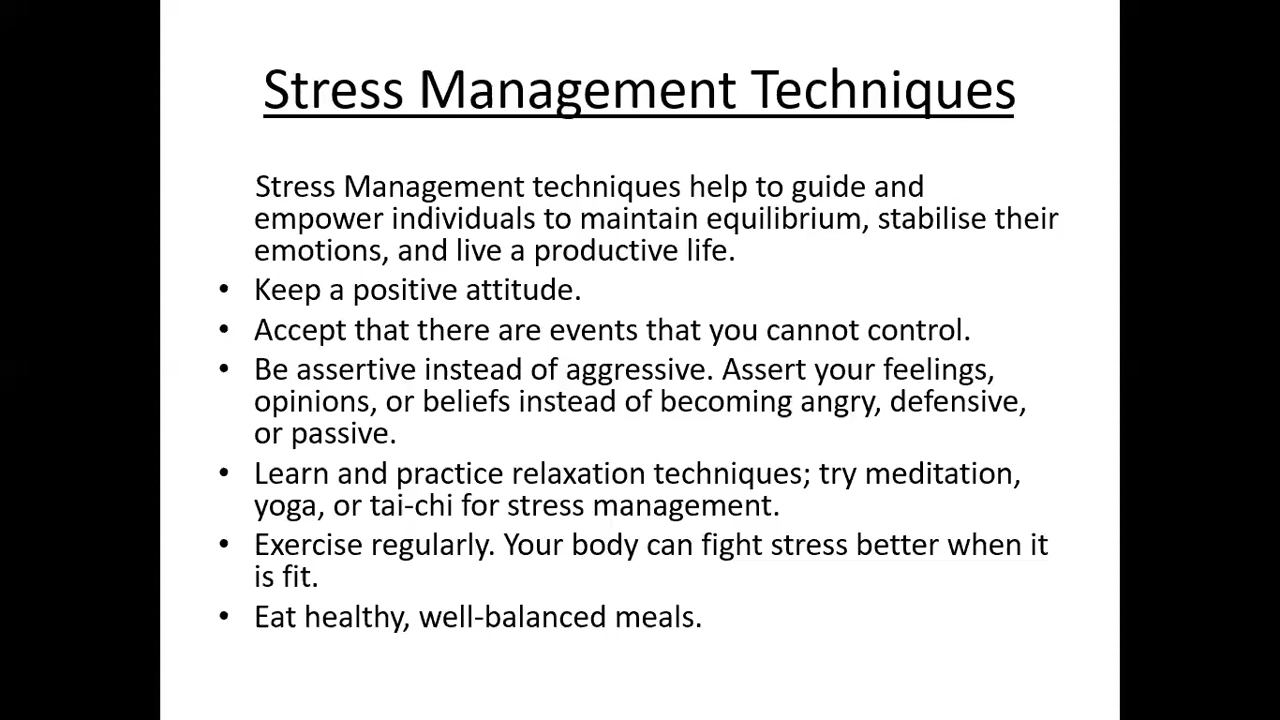 Stress Management Techniques
Stress Management techniques help to guide and
empower individuals to maintain equilibrium, stabilise their
emotions, and live a productive life.
• Keep a positive attitude.
• Accept that there are events that you cannot control.
• Be assertive instead of aggressive. Assert your feelings,
opinions, or beliefs instead of becoming angry, defensive,
or passive.
• Learn and practice relaxation techniques; try meditation,
yoga, or tai-chi for stress management.
• Exercise regularly. Your body can fight stress better when it
is fit.
• Eat healthy, well-balanced meals.